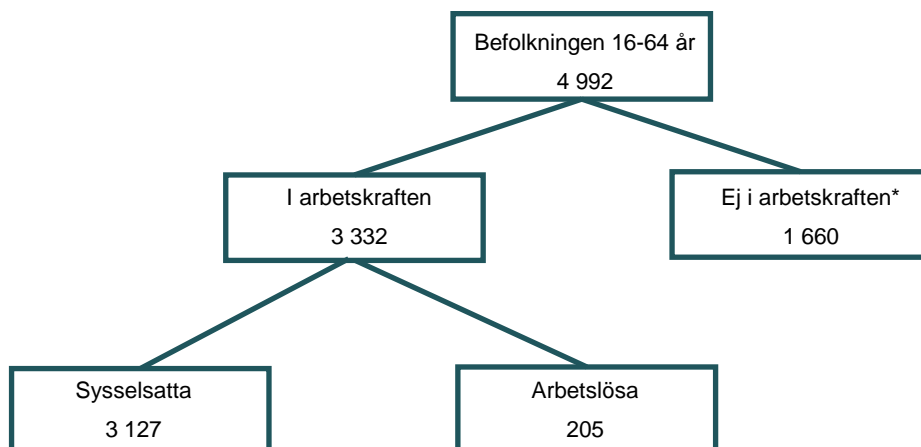 Befolkningen 16-64 år
4 992
I arbetskraften
3 332
Ej i arbetskraften*
1 660
Sysselsatta
3 127
Arbetslösa
205